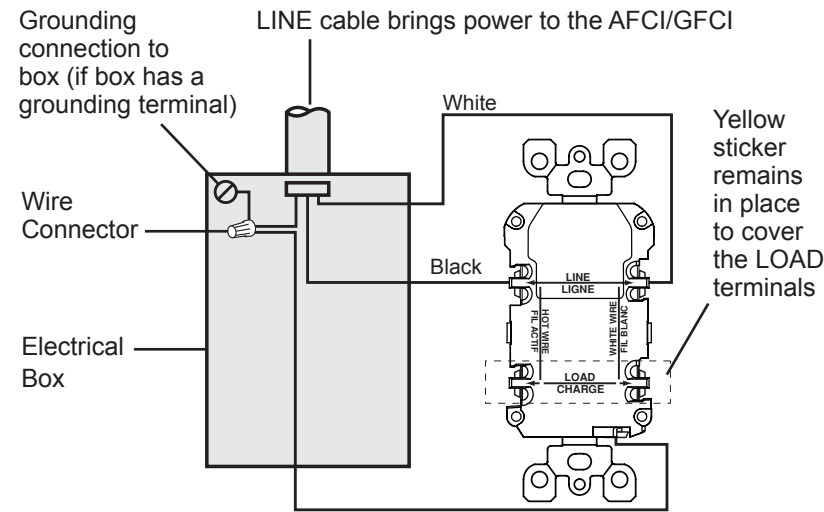 Grounding
connection to
box (if box has a
grounding terminal)
LINE cable brings power to the AFCI/GFCI
White
Yellow
sticker
remains
in place
to cover
the LOAD
terminals
Wire
Connector
Black
LINE
LIGNE
HOT WIRE
FIL ACTIF
WHITE WIRE
FIL BLANC
Electrical
Box
LOAD
CHARGE